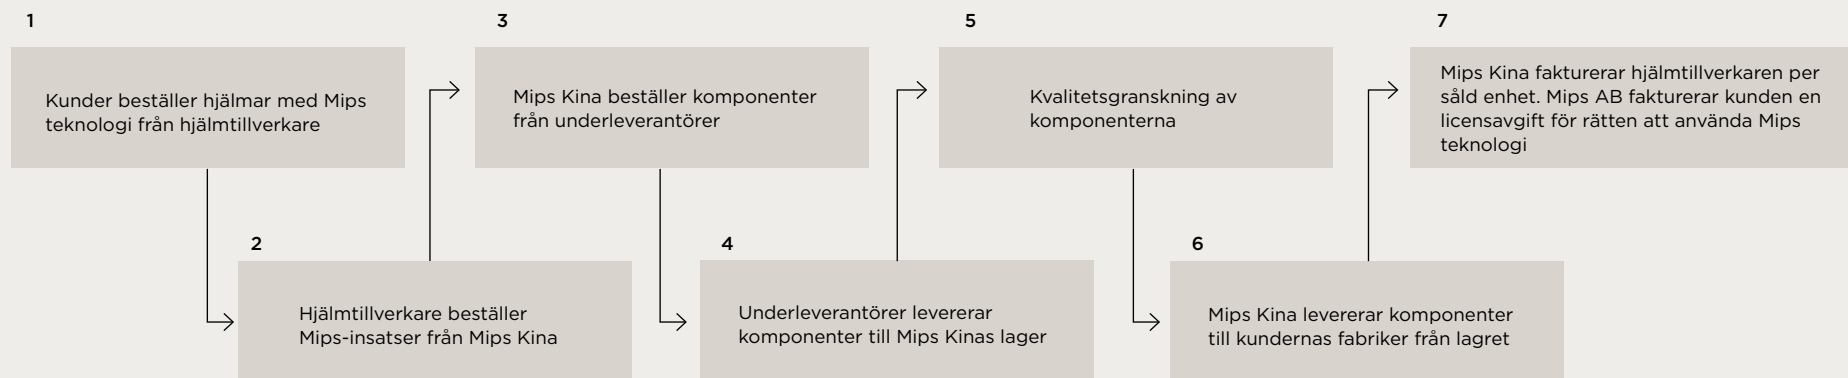 1
Kunder beställer hjälmar med Mips
teknologi från hjälmtillverkare
2
Hjälmtillverkare beställer
Mips-insatser från Mips Kina
3
Mips Kina beställer komponenter
från underleverantörer
4
Underleverantörer levererar
komponenter till Mips Kinas lager
5
Kvalitetsgranskning av
komponenterna
6
Mips Kina levererar komponenter
till kundernas fabriker från lagret
7
Mips Kina fakturerar hjälmtillverkaren per
såld enhet. Mips AB fakturerar kunden en
licensavgift för rätten att använda Mips
teknologi